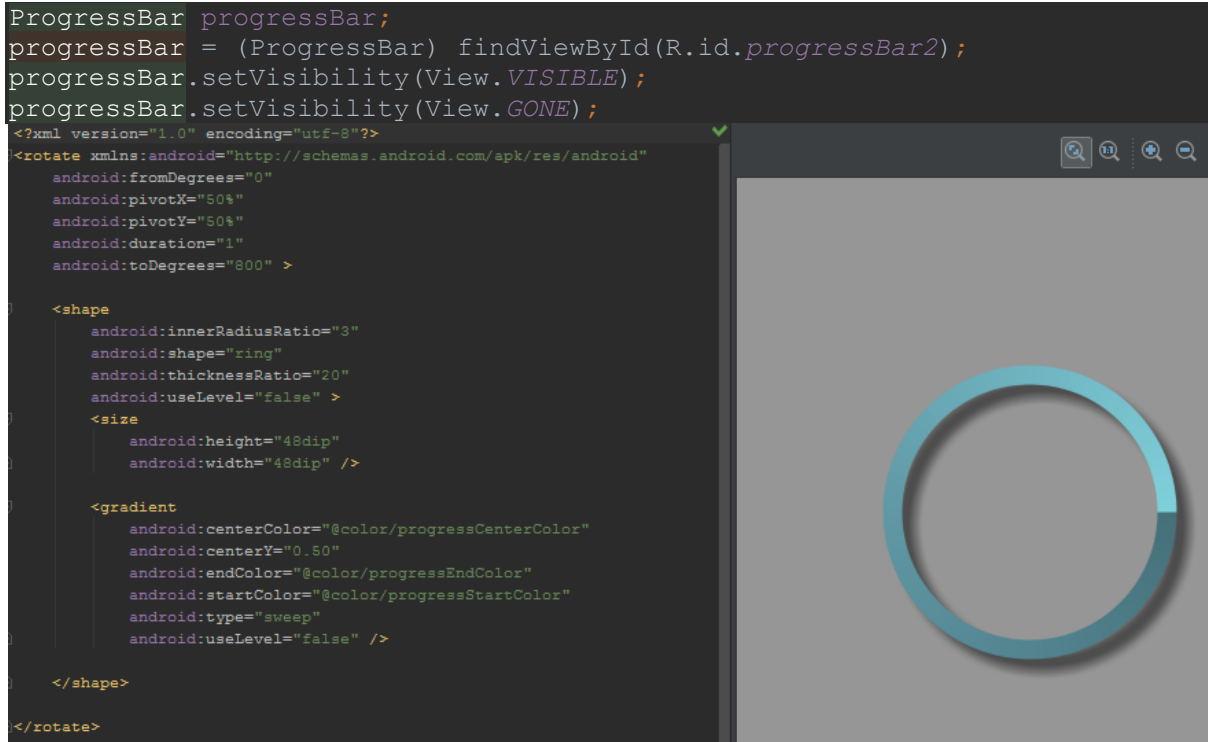 ProgressBar progressBar;
progressBar = (ProgressBar) findViewById(R.id.progressBar2);
progressBar.setVisibility(View.VISIBLE);
progressBar.setVisibility(View.GONE);
<?xml version="1.0" encoding="utf-8"?>
<rotate xmlns:android="http://schemas.android.com/apk/res/android"
    android:fromDegrees="0"
    android:pivotX="50%"
    android:pivotY="50%"
    android:duration="1"
    android:toDegrees="800" >
    <shape
        android:innerRadiusRatio="3"
        android:shape="ring"
        android:thicknessRatio="20"
        android:useLevel="false" >
        <size
            android:height="48dip"
            android:width="48dip" />
        <gradient
            android:centerColor="@color/progressCenterColor"
            android:centerY="0.50"
            android:endColor="@color/progressEndColor"
            android:startColor="@color/progressStartColor"
            android:type="sweep"
            android:useLevel="false" />
    </shape>
</rotate>
1:1